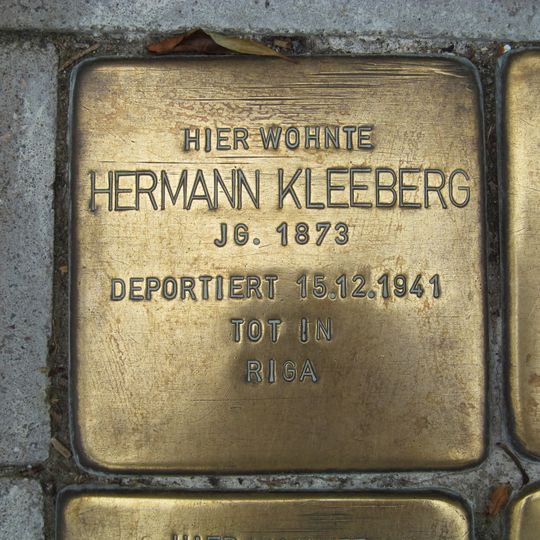 HIER WOHNTE
HERMANN KLEEBERG
JG. 1873
DEPORTIERT 15.12.1941
TOT IN
RIGA